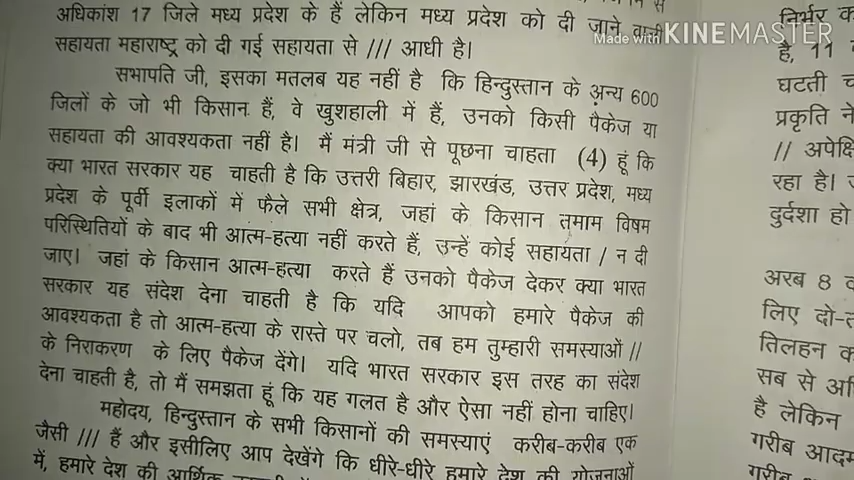 अधिकांश 17 जिले मध्य प्रदेश के हैं लेकिन मध्य प्रदेश को दी जाने वाली
सहायता महाराष्ट्र को दी गई सहायता से /// आधी है।
सभापति जी, इसका मतलब यह नहीं है कि हिन्दुस्तान के अन्य 600
जिलों के जो भी किसान हैं, वे खुशहाली में हैं, उनको किसी पैकेज या
सहायता की आवश्यकता नहीं है। मैं मंत्री जी से पूछना चाहता (4) हूं कि
क्या भारत सरकार यह चाहती है कि उत्तरी बिहार, झारखंड, उत्तर प्रदेश, मध्य
प्रदेश के पूर्वी इलाकों में फैले सभी क्षेत्र, जहां के किसान तमाम विषम
परिस्थितियों के बाद भी आत्म-हत्या नहीं करते हैं, उन्हें कोई सहायता / न दी
जाए। जहां के किसान आत्म-हत्या करते हैं उनको पैकेज देकर क्या भारत
सरकार यह संदेश देना चाहती है कि यदि आपको हमारे पैकेज की
आवश्यकता है तो आत्म-हत्या के रास्ते पर चलो, तब हम तुम्हारी समस्याओं //
के निराकरण के लिए पैकेज देंगे। यदि भारत सरकार इस तरह का संदेश
देना चाहती है, तो मैं समझता हूं कि यह गलत है और ऐसा नहीं होना चाहिए।
महोदय, हिन्दुस्तान के सभी किसानों की समस्याएं करीब-करीब एक
जैसी /// हैं और इसीलिए आप देखेंगे कि धीरे-धीरे हमारे देश की योजनाओं
में, हमारे देश की आर्थिक
निर्भर
है, 11
घटती
प्रकृति ने
// 
रहा है।
दुर्दशा हो
अरब 8
लिए
तिलहन
सब से
है लेकिन
गरीब
गरीब
Made with KINEMASTER